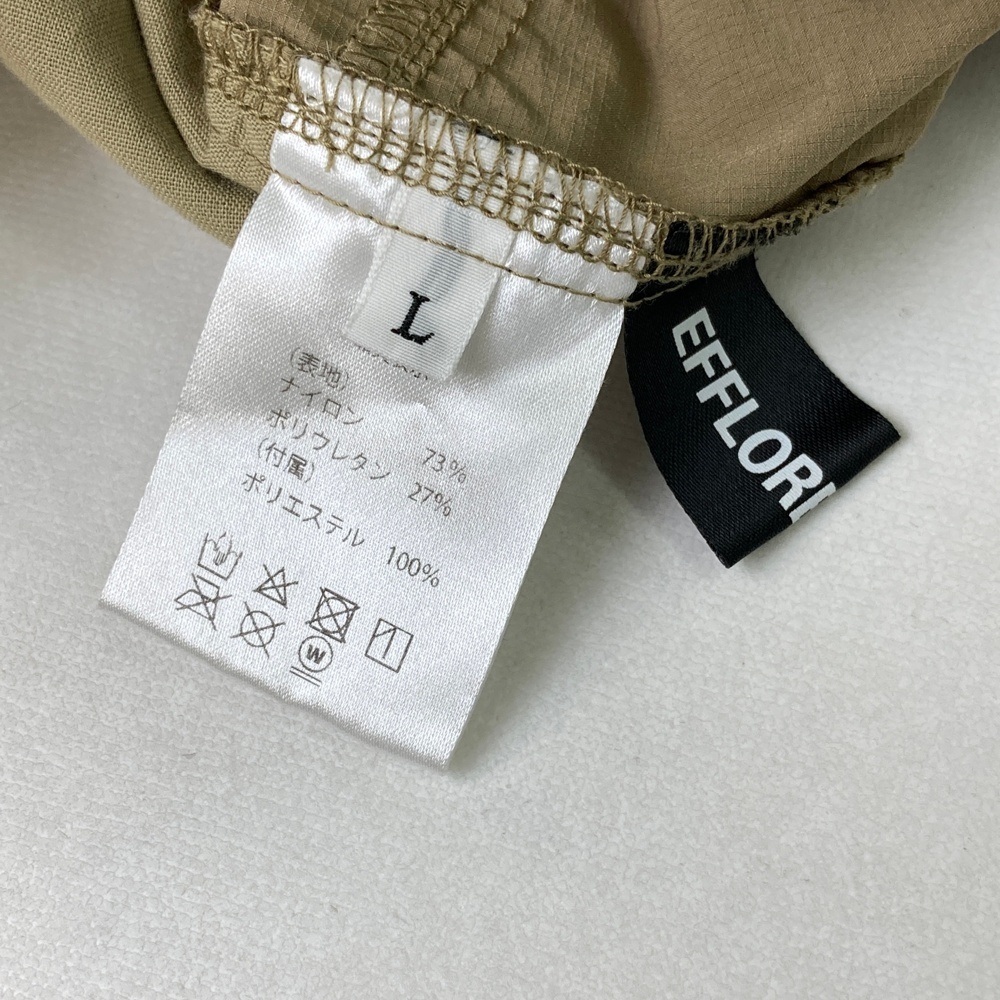 L
(表地)
ナイロン 73%
ポリウレタン 27%
(付属)
ポリエステル 100%
W
EFFLOR